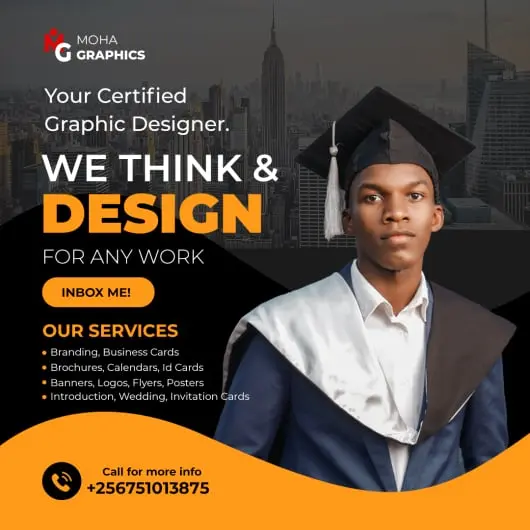 MOHA
GRAPHICS
Your Certified
Graphic Designer.
WE THINK &
DESIGN
FOR ANY WORK
INBOX ME!
OUR SERVICES
Branding, Business Cards
Brochures, Calendars, Id Cards
Banners, Logos, Flyers, Posters
Introduction, Wedding, Invitation Cards
Call for more info
+256751013875